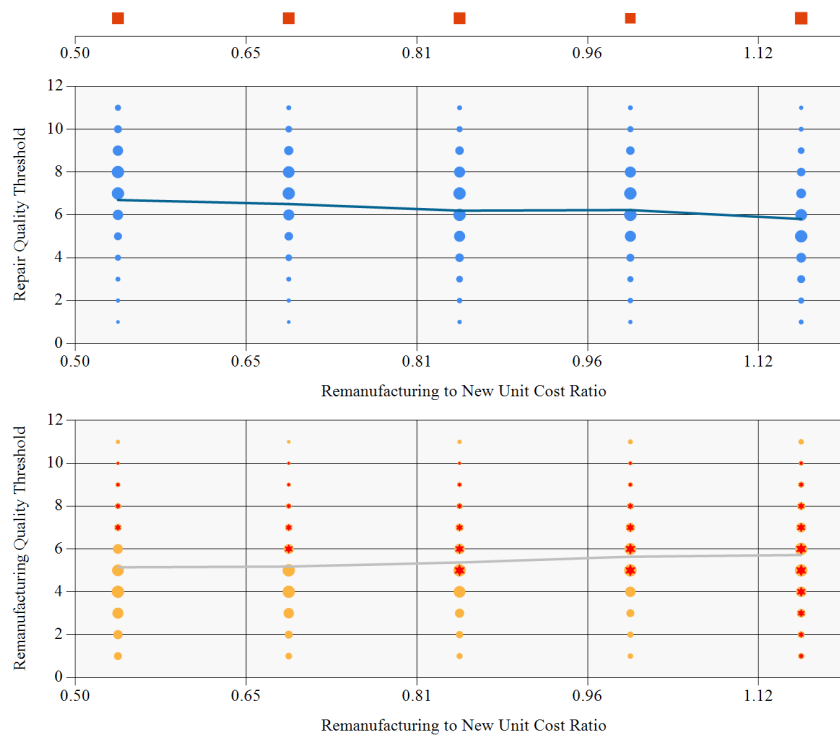 0.50 0.65 0.81 0.96 1.12
12
10
8
6
4
2
0
Repair Quality Threshold
0.50 0.65 0.81 0.96 1.12
Remanufacturing to New Unit Cost Ratio
12
10
8
6
4
2
0
Remanufacturing Quality Threshold
0.50 0.65 0.81 0.96 1.12
Remanufacturing to New Unit Cost Ratio